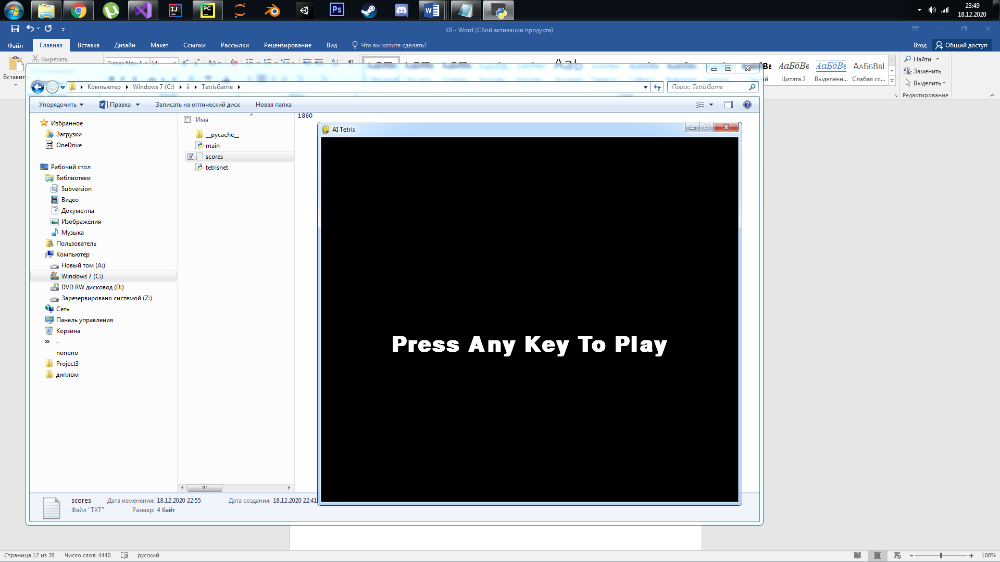 23:49
18.12.2020
KR - Word (Сбой активации продукта)
Файл Главная Вставка Дизайн Макет Ссылки Рассылки Рецензирование Вид Что вы хотите сделать? Вход Общий доступ
Вырезать
Вставит
14
Найти
Заменить
Выделить
Редактирование
АаБбВв АаБбВв АаБбВвІ
Цитата 2 Выделенн... Слабая сс...
Компьютер Windows 7 (C:) ii TetrisGame
Поиск: TetrisGame
Упорядочить Правка Записать на оптический диск Новая папка
Избранное
Загрузки
OneDrive
Рабочий стол
Библиотеки
Subversion
Видео
Документы
Изображения
Музыка
Пользователь
Компьютер
Новый том (A:)
Windows 7 (C:)
DVD RW дисковод (D:)
Зарезервировано системой (Z:)
Сеть
Панель управления
Корзина
-
nonono
Project3
диплом
Имя
__pycache__
main
scores
tetrisnet
1860
AI Tetris
Press Any Key To Play
scores Дата изменения: 18.12.2020 22:55 Дата создания: 18.12.2020 22:41
Файл "TXT" Размер: 4 байт
Страница 12 из 28 Число слов: 4440 русский 100%